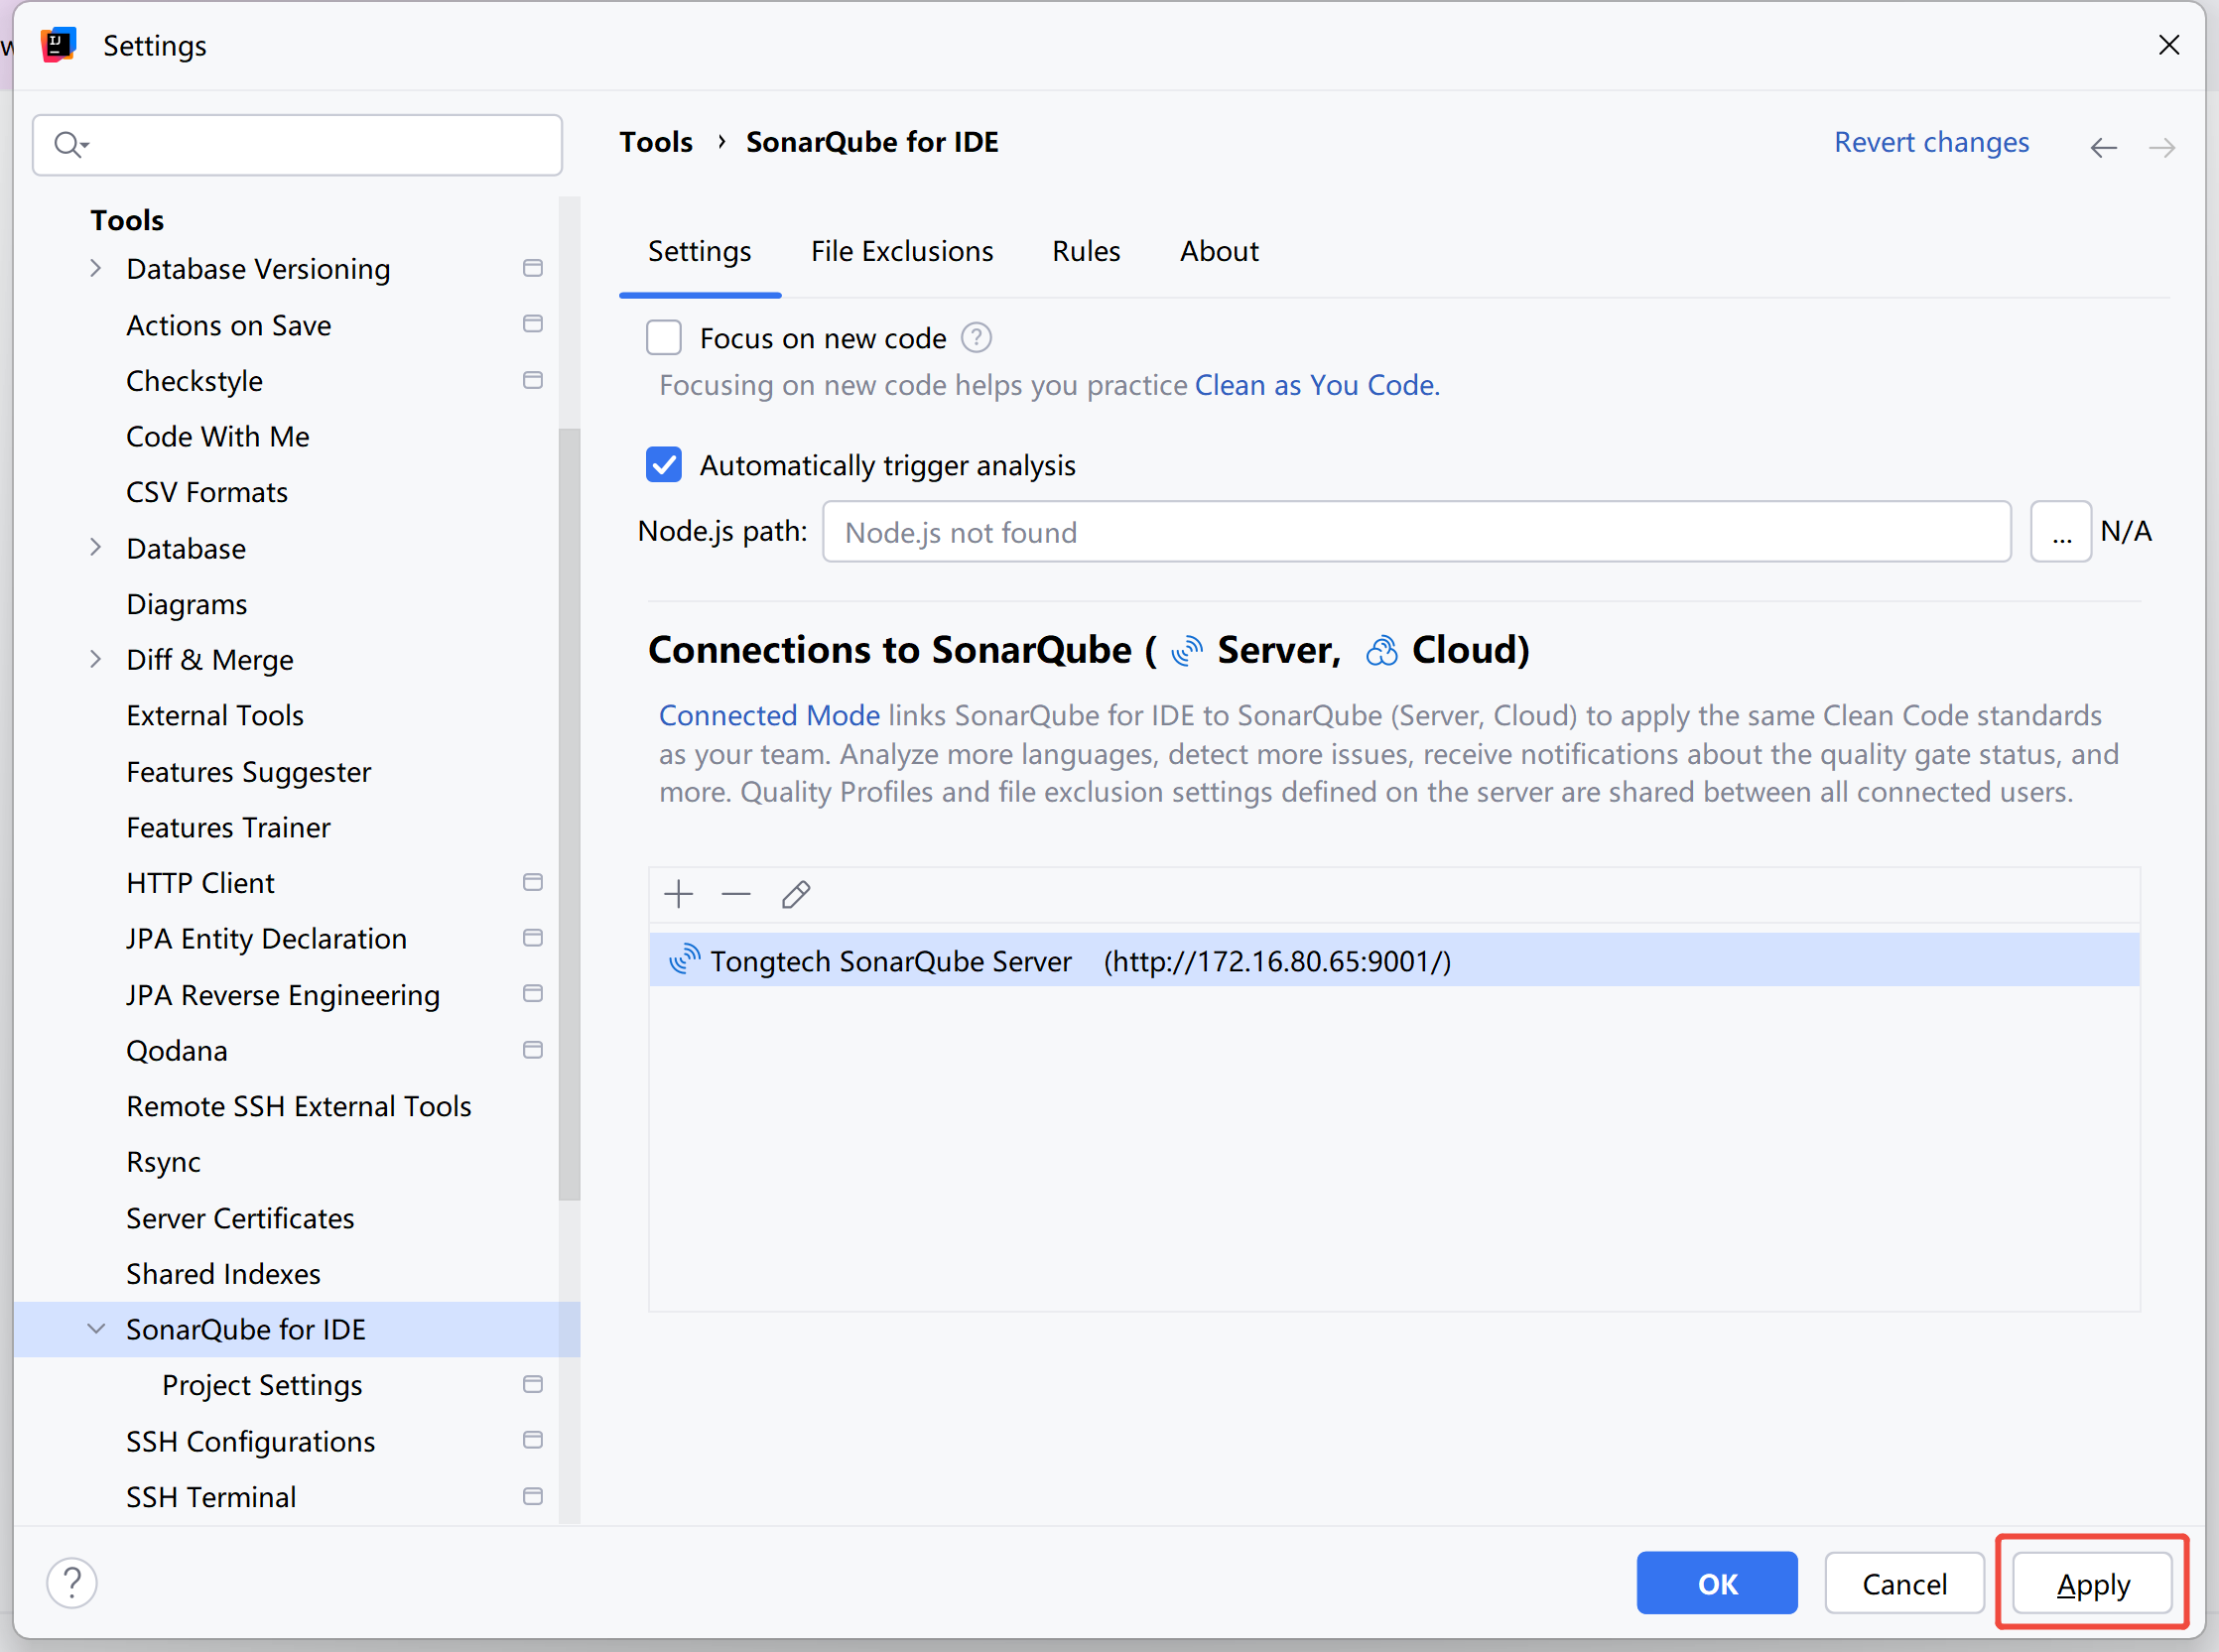 Settings
Tools
Database Versioning
Actions on Save
Checkstyle
Code With Me
CSV Formats
Database
Diagrams
Diff & Merge
External Tools
Features Suggester
Features Trainer
HTTP Client
JPA Entity Declaration
JPA Reverse Engineering
Qodana
Remote SSH External Tools
Rsync
Server Certificates
Shared Indexes
SonarQube for IDE
Project Settings
SSH Configurations
SSH Terminal
Tools › SonarQube for IDE
Revert changes
Settings File Exclusions Rules About
Focus on new code ?
Focusing on new code helps you practice Clean as You Code.
Automatically trigger analysis
Node.js path: Node.js not found ... N/A
Connections to SonarQube ( Server, Cloud)
Connected Mode links SonarQube for IDE to SonarQube (Server, Cloud) to apply the same Clean Code standards
as your team. Analyze more languages, detect more issues, receive notifications about the quality gate status, and
more. Quality Profiles and file exclusion settings defined on the server are shared between all connected users.
Tongtech SonarQube Server (http://172.16.80.65:9001/)
? OK Cancel Apply